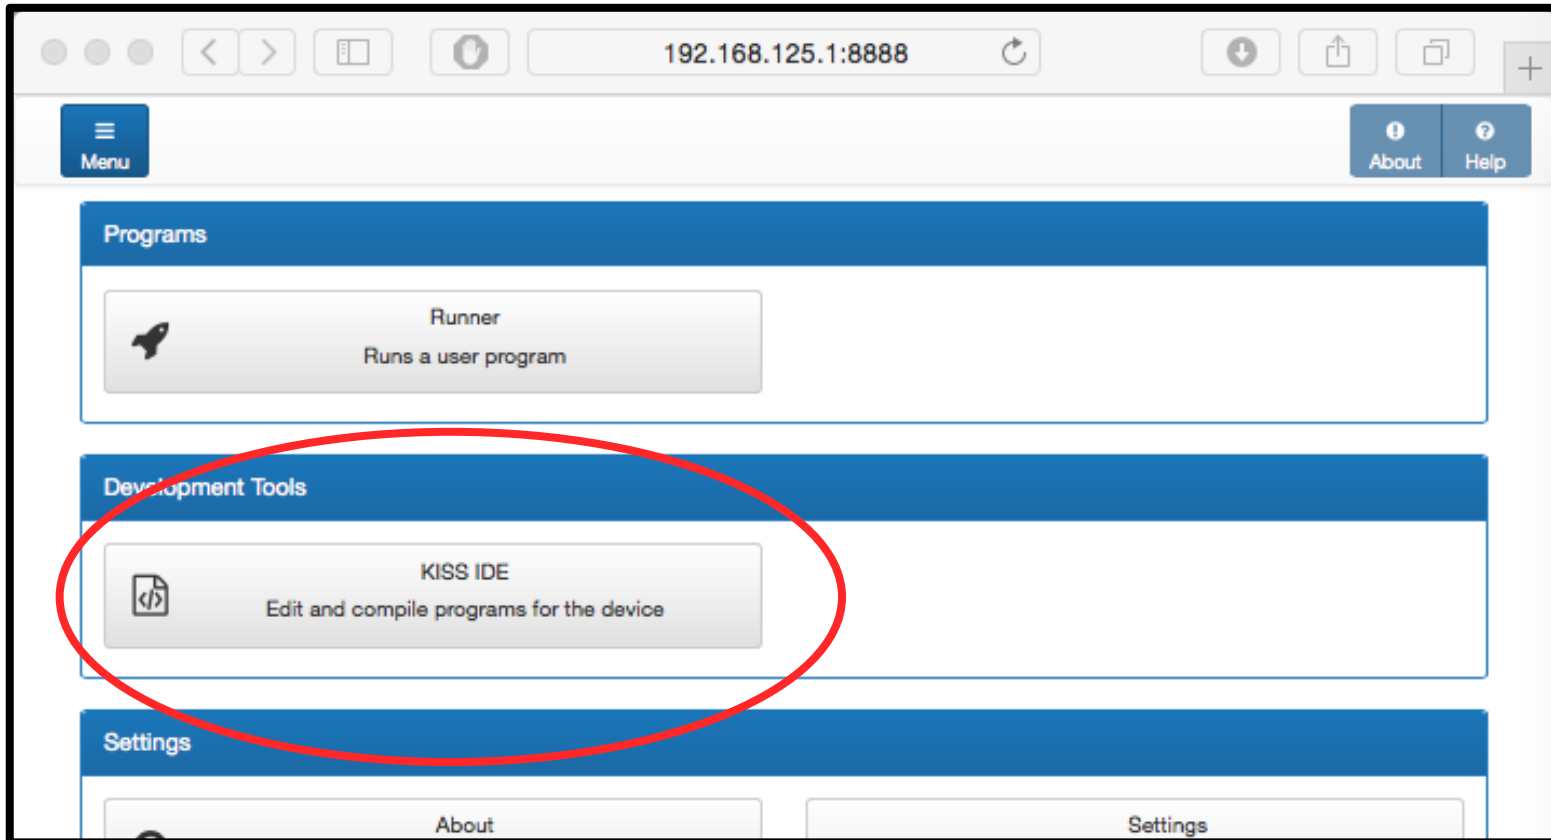 192.168.125.1:8888
Menu
About
Help
Programs
Runner
Runs a user program
Development Tools
KISS IDE
Edit and compile programs for the device
Settings
About
Settings